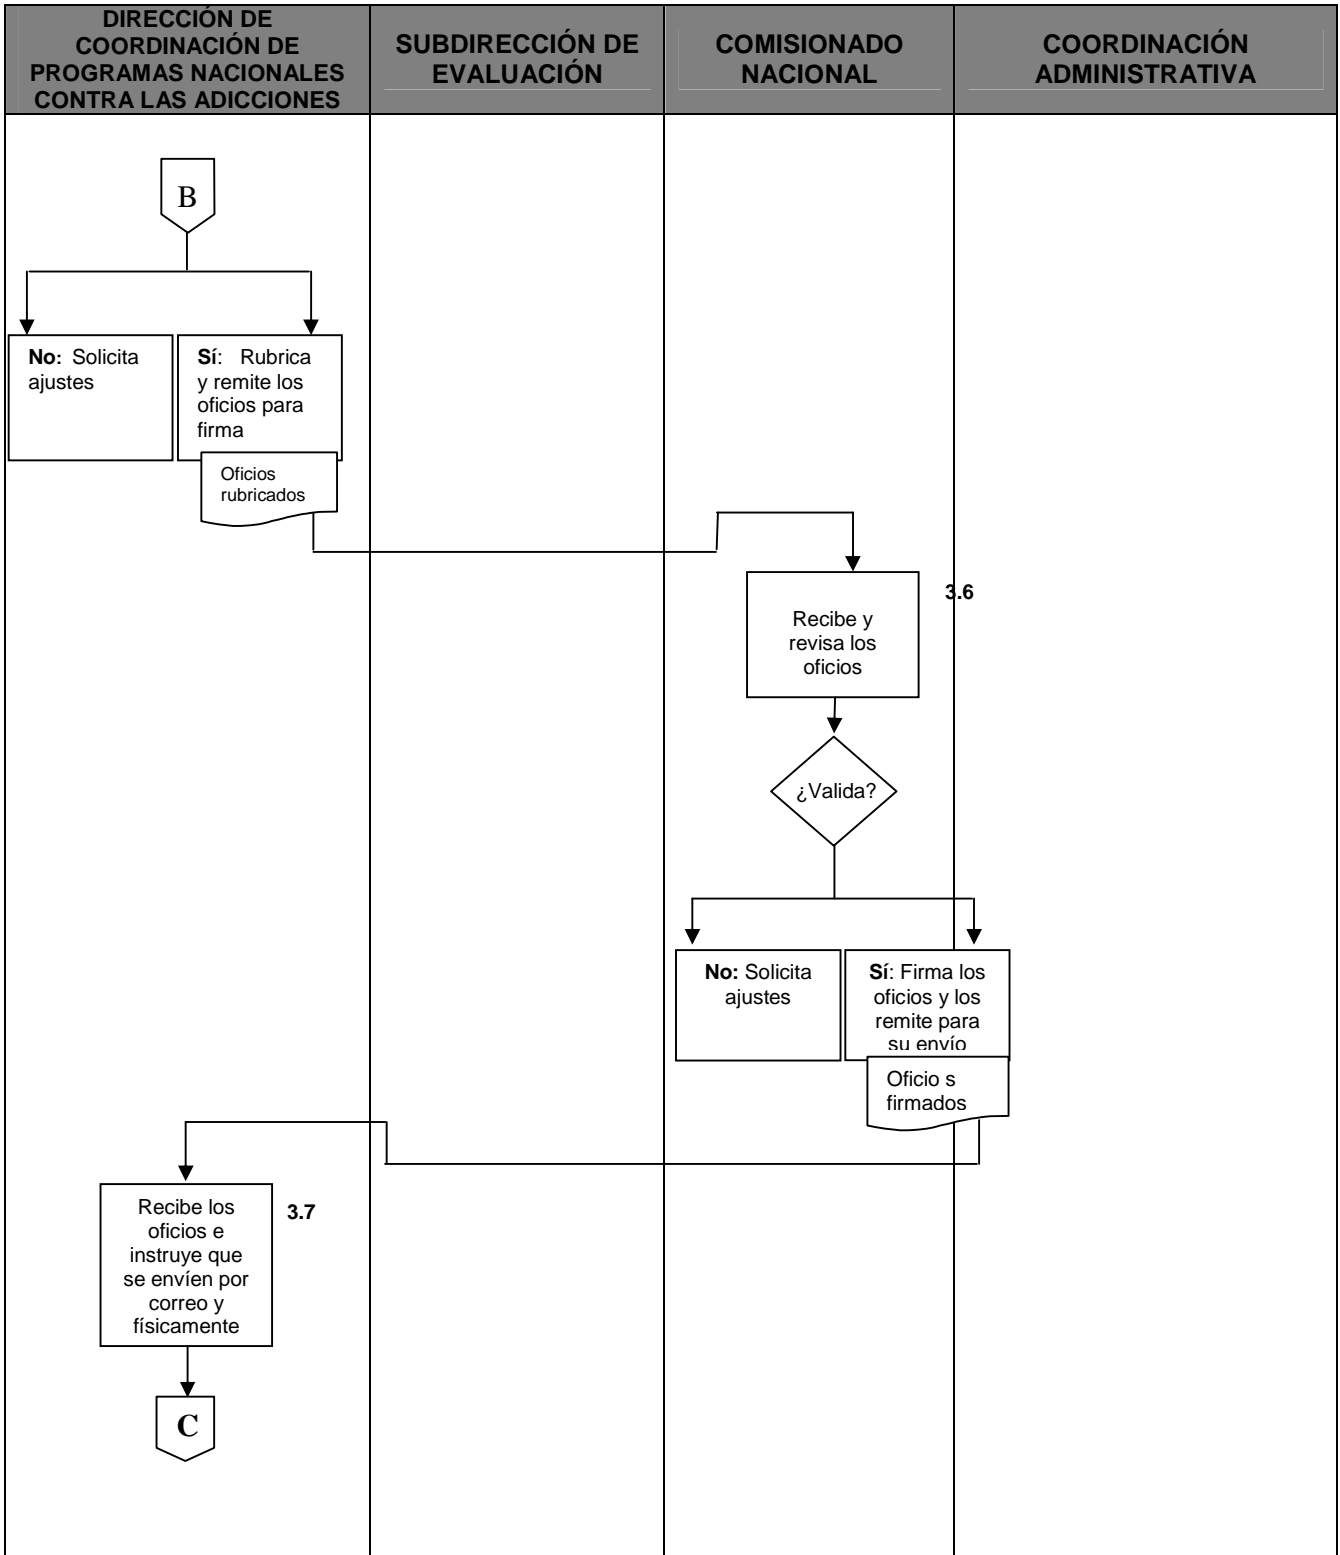 DIRECCIÓN DE
COORDINACIÓN DE
PROGRAMAS NACIONALES
CONTRA LAS ADICCIONES
SUBDIRECCIÓN DE
EVALUACIÓN
COMISIONADO
NACIONAL
COORDINACIÓN
ADMINISTRATIVA
B
No: Solicita
ajustes
Sí: Rubrica
y remite los
oficios para
firma
Oficios
rubricados
3.6
Recibe y
revisa los
oficios
¿Valida?
No: Solicita
ajustes
Sí: Firma los
oficios y los
remite para
su envío
Oficio s
firmados
Recibe los
oficios e
instruye que
se envíen por
correo y
físicamente
3.7
C